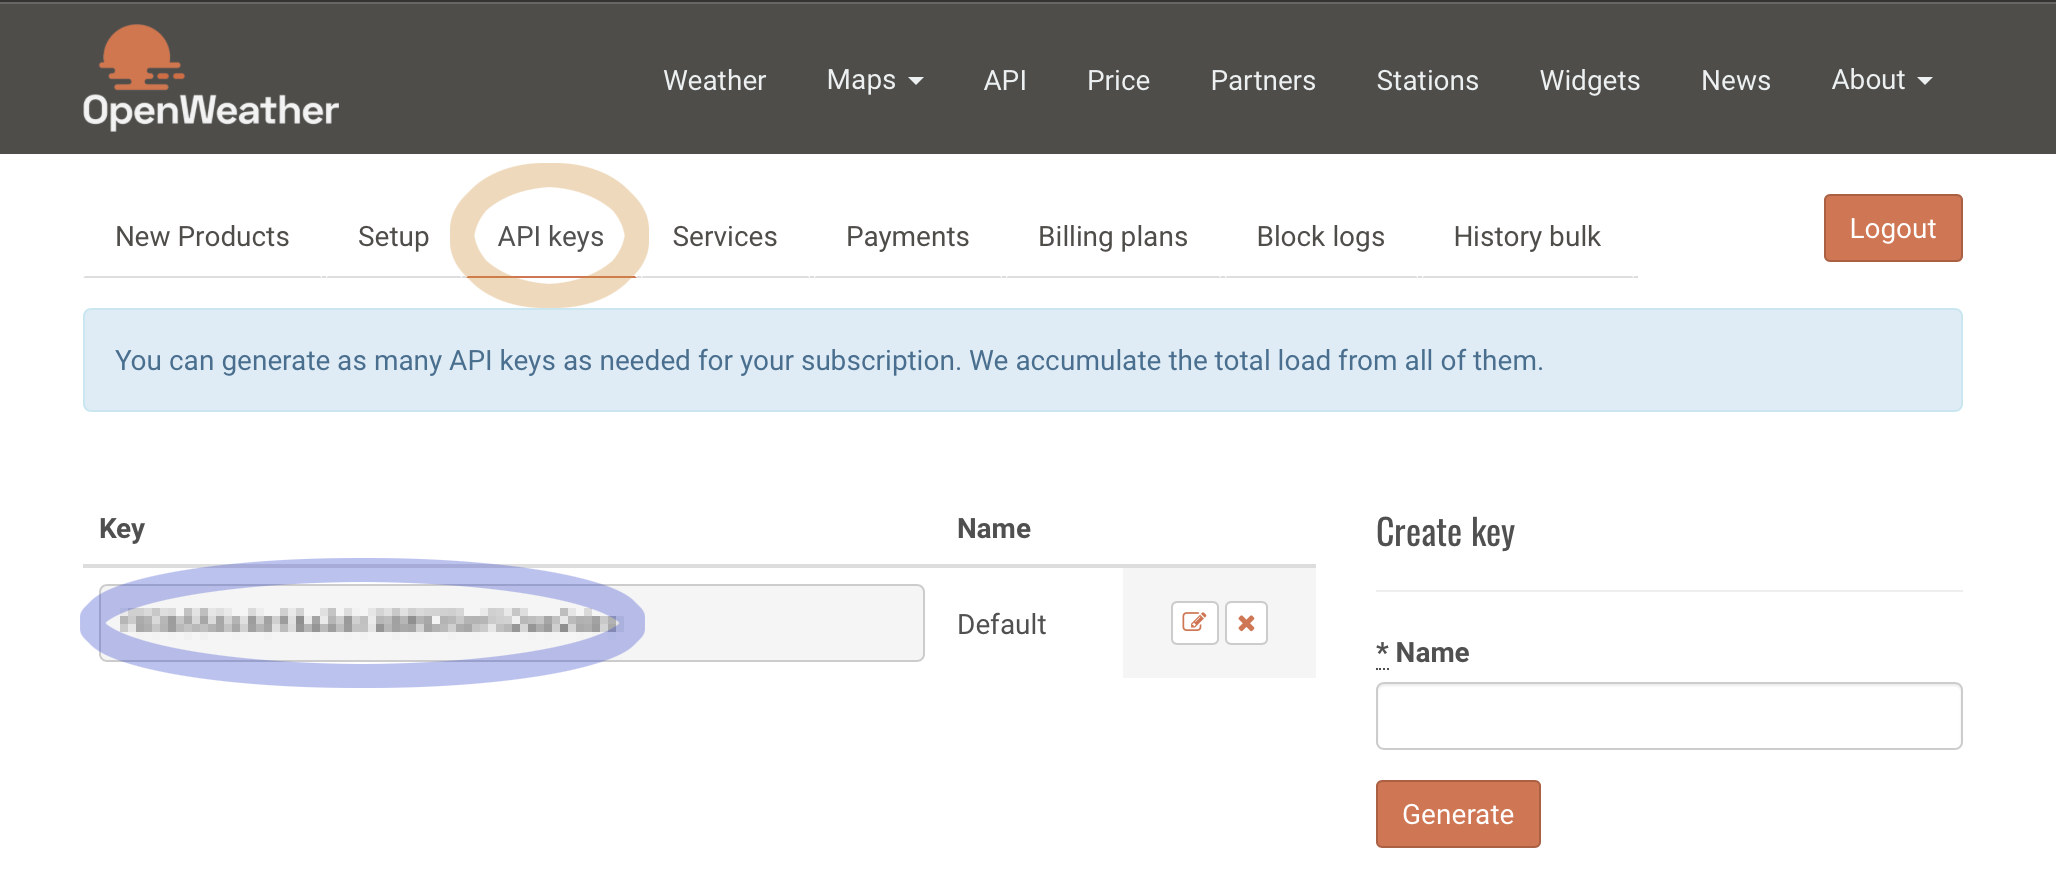 OpenWeather
Weather Maps API Price Partners Stations Widgets News About
New Products Setup API keys Services Payments Billing plans Block logs History bulk Logout
You can generate as many API keys as needed for your subscription. We accumulate the total load from all of them.
Key Name
Default
Create key
* Name
Generate